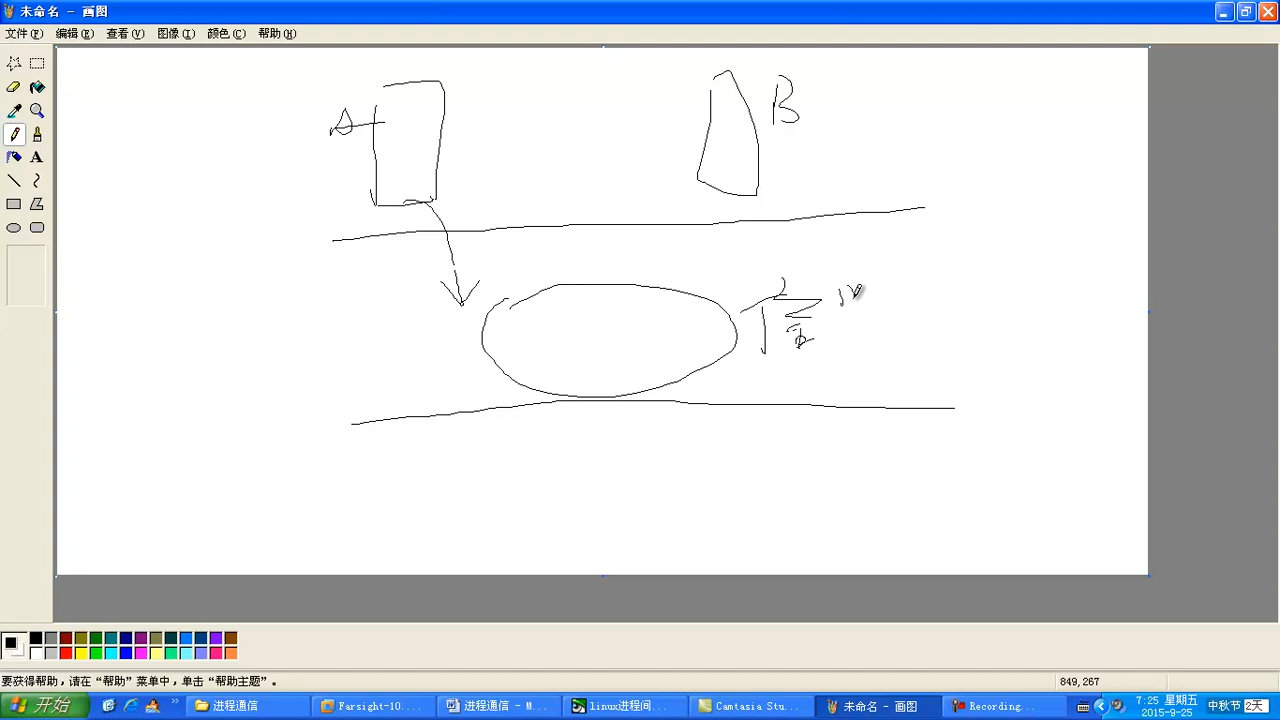 未命名 - 画图
文件(F) 编辑(E) 查看(V) 图像(I) 颜色(C) 帮助(H)
A
B
要获得帮助，请在“帮助”菜单中，单击“帮助主题”。
849,267
开始
»
进程通信
Farsight-10...
进程通信 - M...
linux进程间...
Camtasia Stu...
未命名 - 画图
Recording...
7:25 星期五
2015-9-25
中秋节 2天